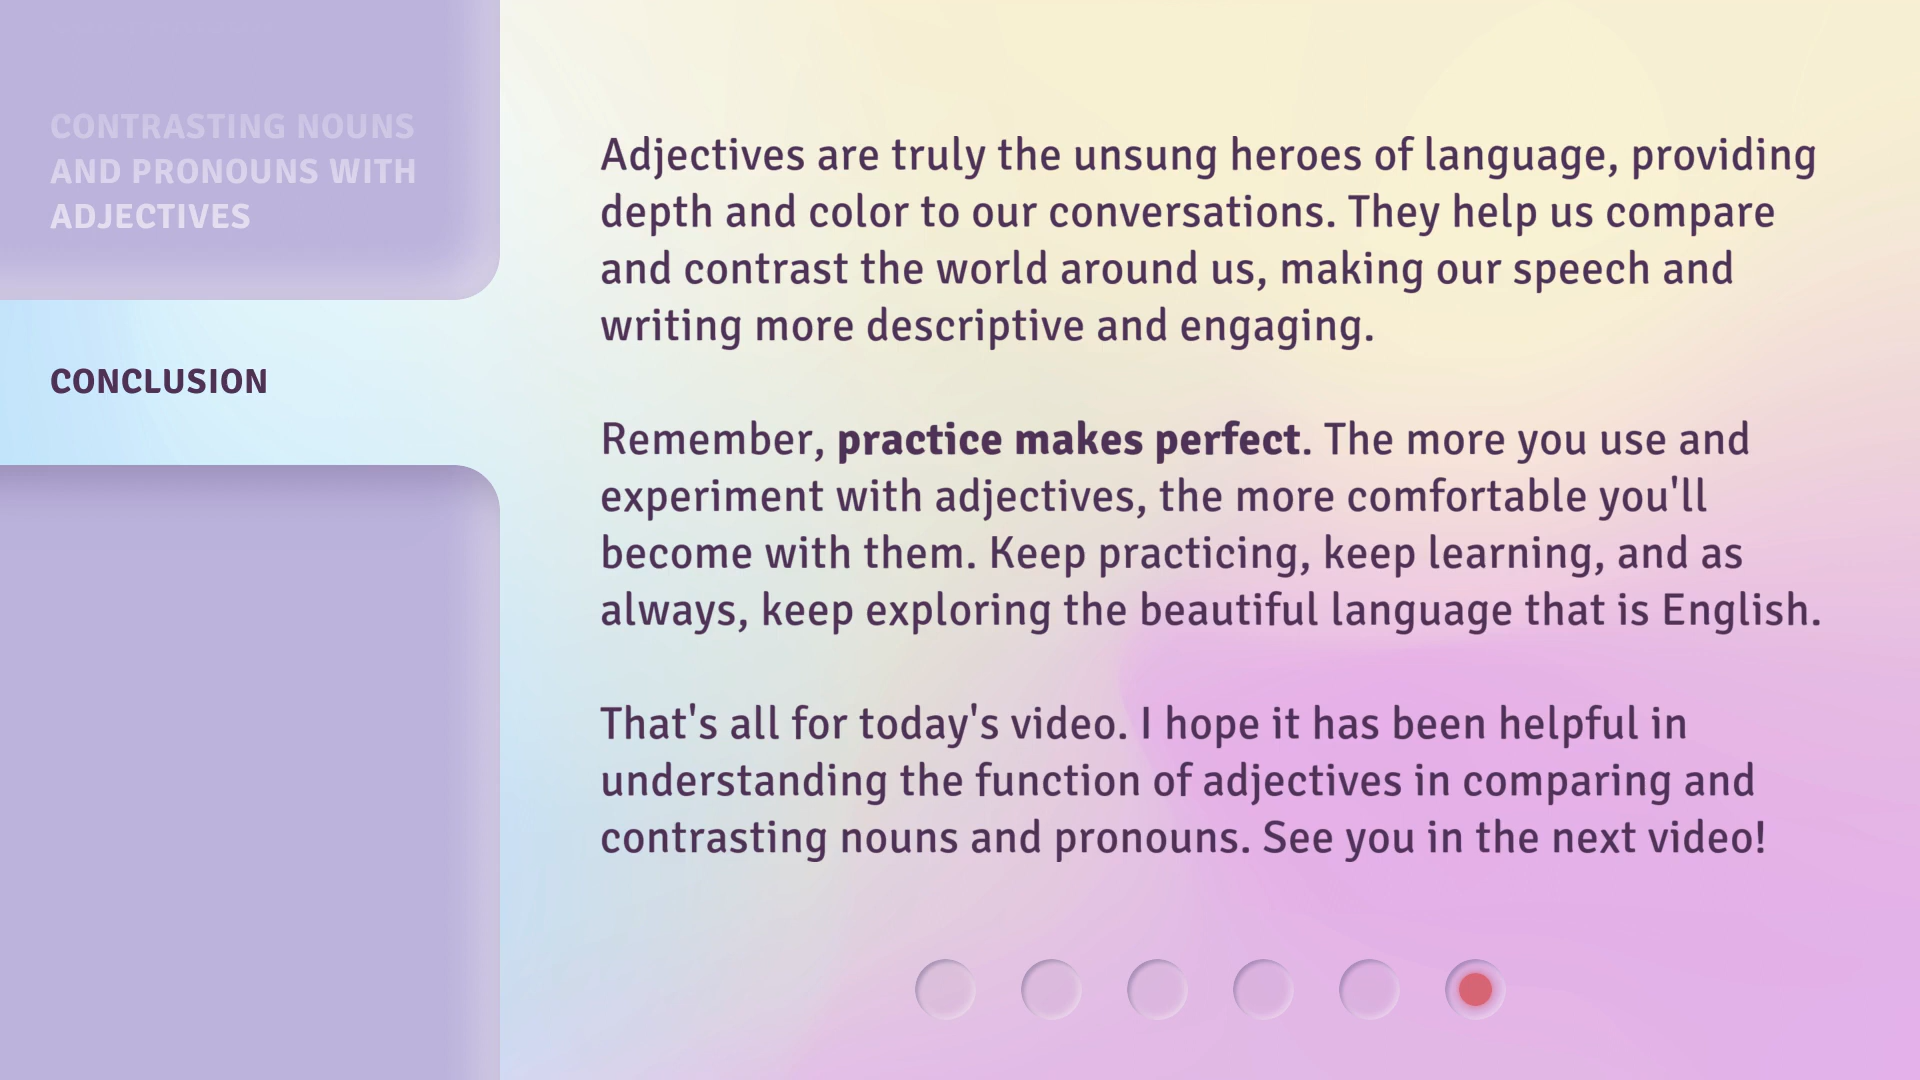 CONTRASTING NOUNS
AND PRONOUNS WITH
ADJECTIVES
CONCLUSION
Adjectives are truly the unsung heroes of language, providing
depth and color to our conversations. They help us compare
and contrast the world around us, making our speech and
writing more descriptive and engaging.
Remember, practice makes perfect. The more you use and
experiment with adjectives, the more comfortable you'll
become with them. Keep practicing, keep learning, and as
always, keep exploring the beautiful language that is English.
That's all for today's video. I hope it has been helpful in
understanding the function of adjectives in comparing and
contrasting nouns and pronouns. See you in the next video!